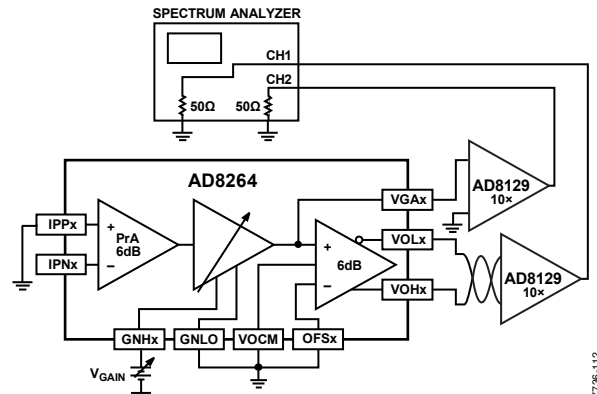 SPECTRUM ANALYZER
CH1
CH2
50Ω
50Ω
AD8264
AD8129
10×
VGAx
IPPx
+
PrA
6dB
–
IPNx
+
6dB
–
VOLx
VOHx
AD8129
10×
GNHx
GNLO
VOCM
OFSx
VGAIN